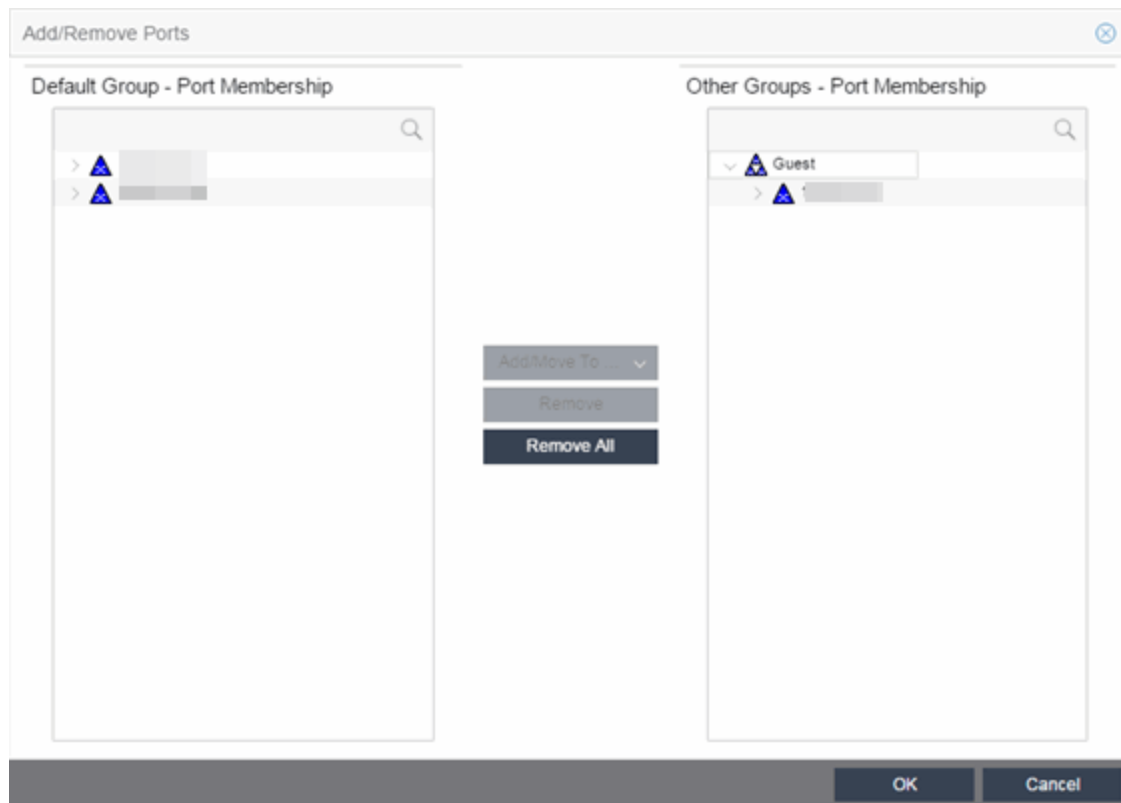 Add/Remove Ports
Default Group - Port Membership
Other Groups - Port Membership
Guest
Add/Move To ...
Remove
Remove All
OK
Cancel